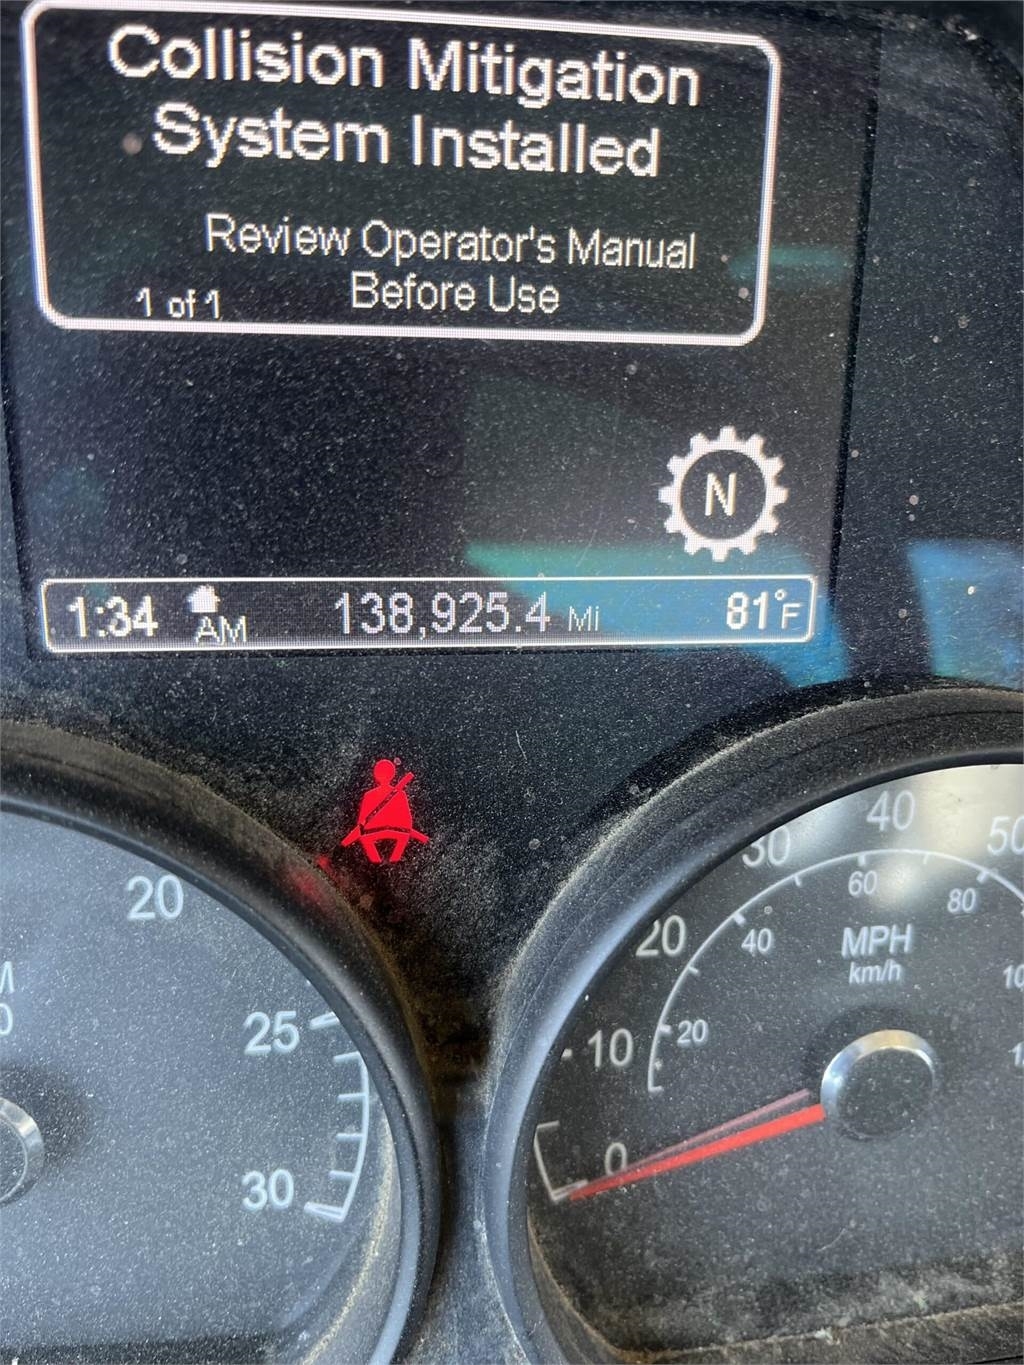 Collision Mitigation
System Installed
Review Operator's Manual
Before Use
1 of 1
N
1:34 AM 138,925.4 Mi 81°F
20
25
30
0
10
20
30
40
50
20
40
60
80
MPH
km/h